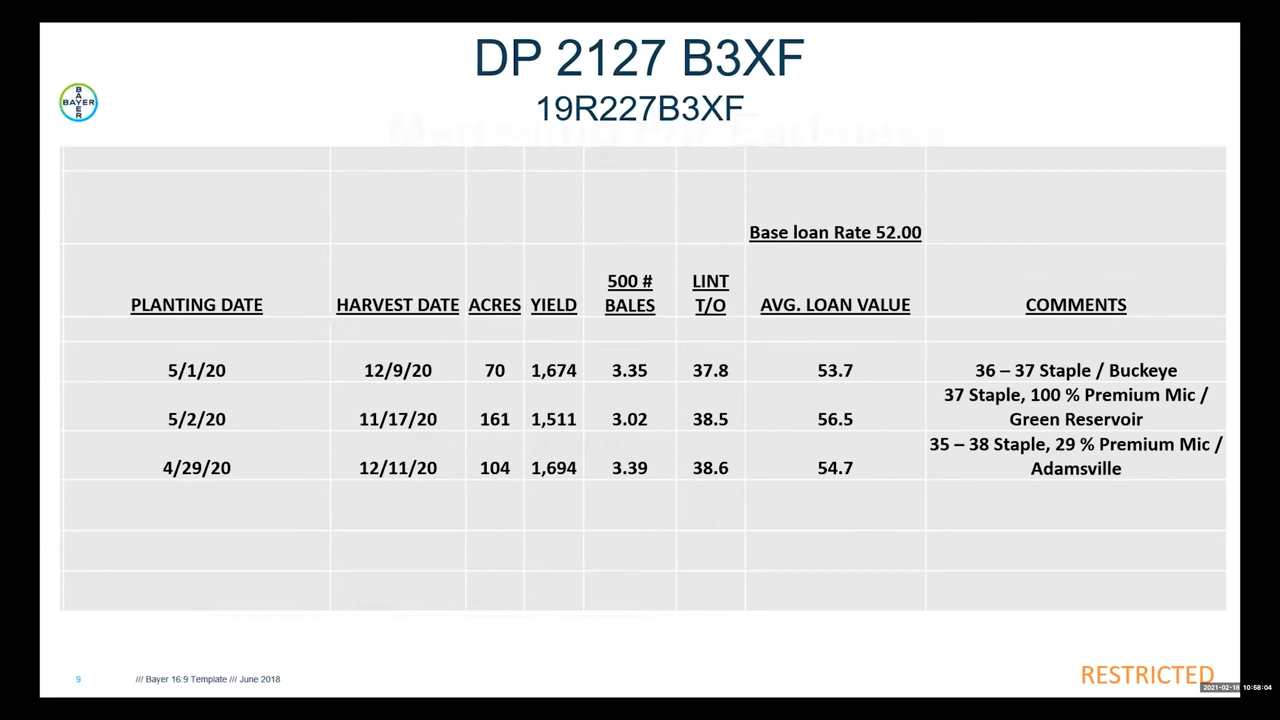 DP 2127 B3XF
19R227B3XF
BAYER
BAYER
Managing For Earliness
Base loan Rate 52.00
PLANTING DATE HARVEST DATE ACRES YIELD 500 # BALES LINT T/O AVG. LOAN VALUE COMMENTS
5/1/20 12/9/20 70 1,674 3.35 37.8 53.7 36 – 37 Staple / Buckeye
5/2/20 11/17/20 161 1,511 3.02 38.5 56.5 37 Staple, 100 % Premium Mic /
Green Reservoir
4/29/20 12/11/20 104 1,694 3.39 38.6 54.7 35 – 38 Staple, 29 % Premium Mic /
Adamsville
9 /// Bayer 16:9 Template /// June 2018
RESTRICTED
2021-02-18 10:58:04